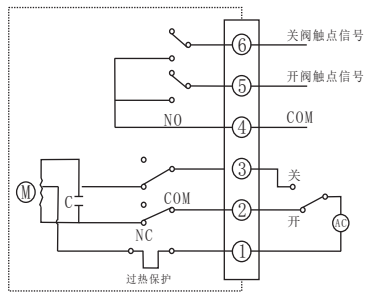 ⑥ 关阀触点信号
⑤ 开阀触点信号
NO ④ COM
③
关
M C COM ② AC
开
NC
①
过热保护